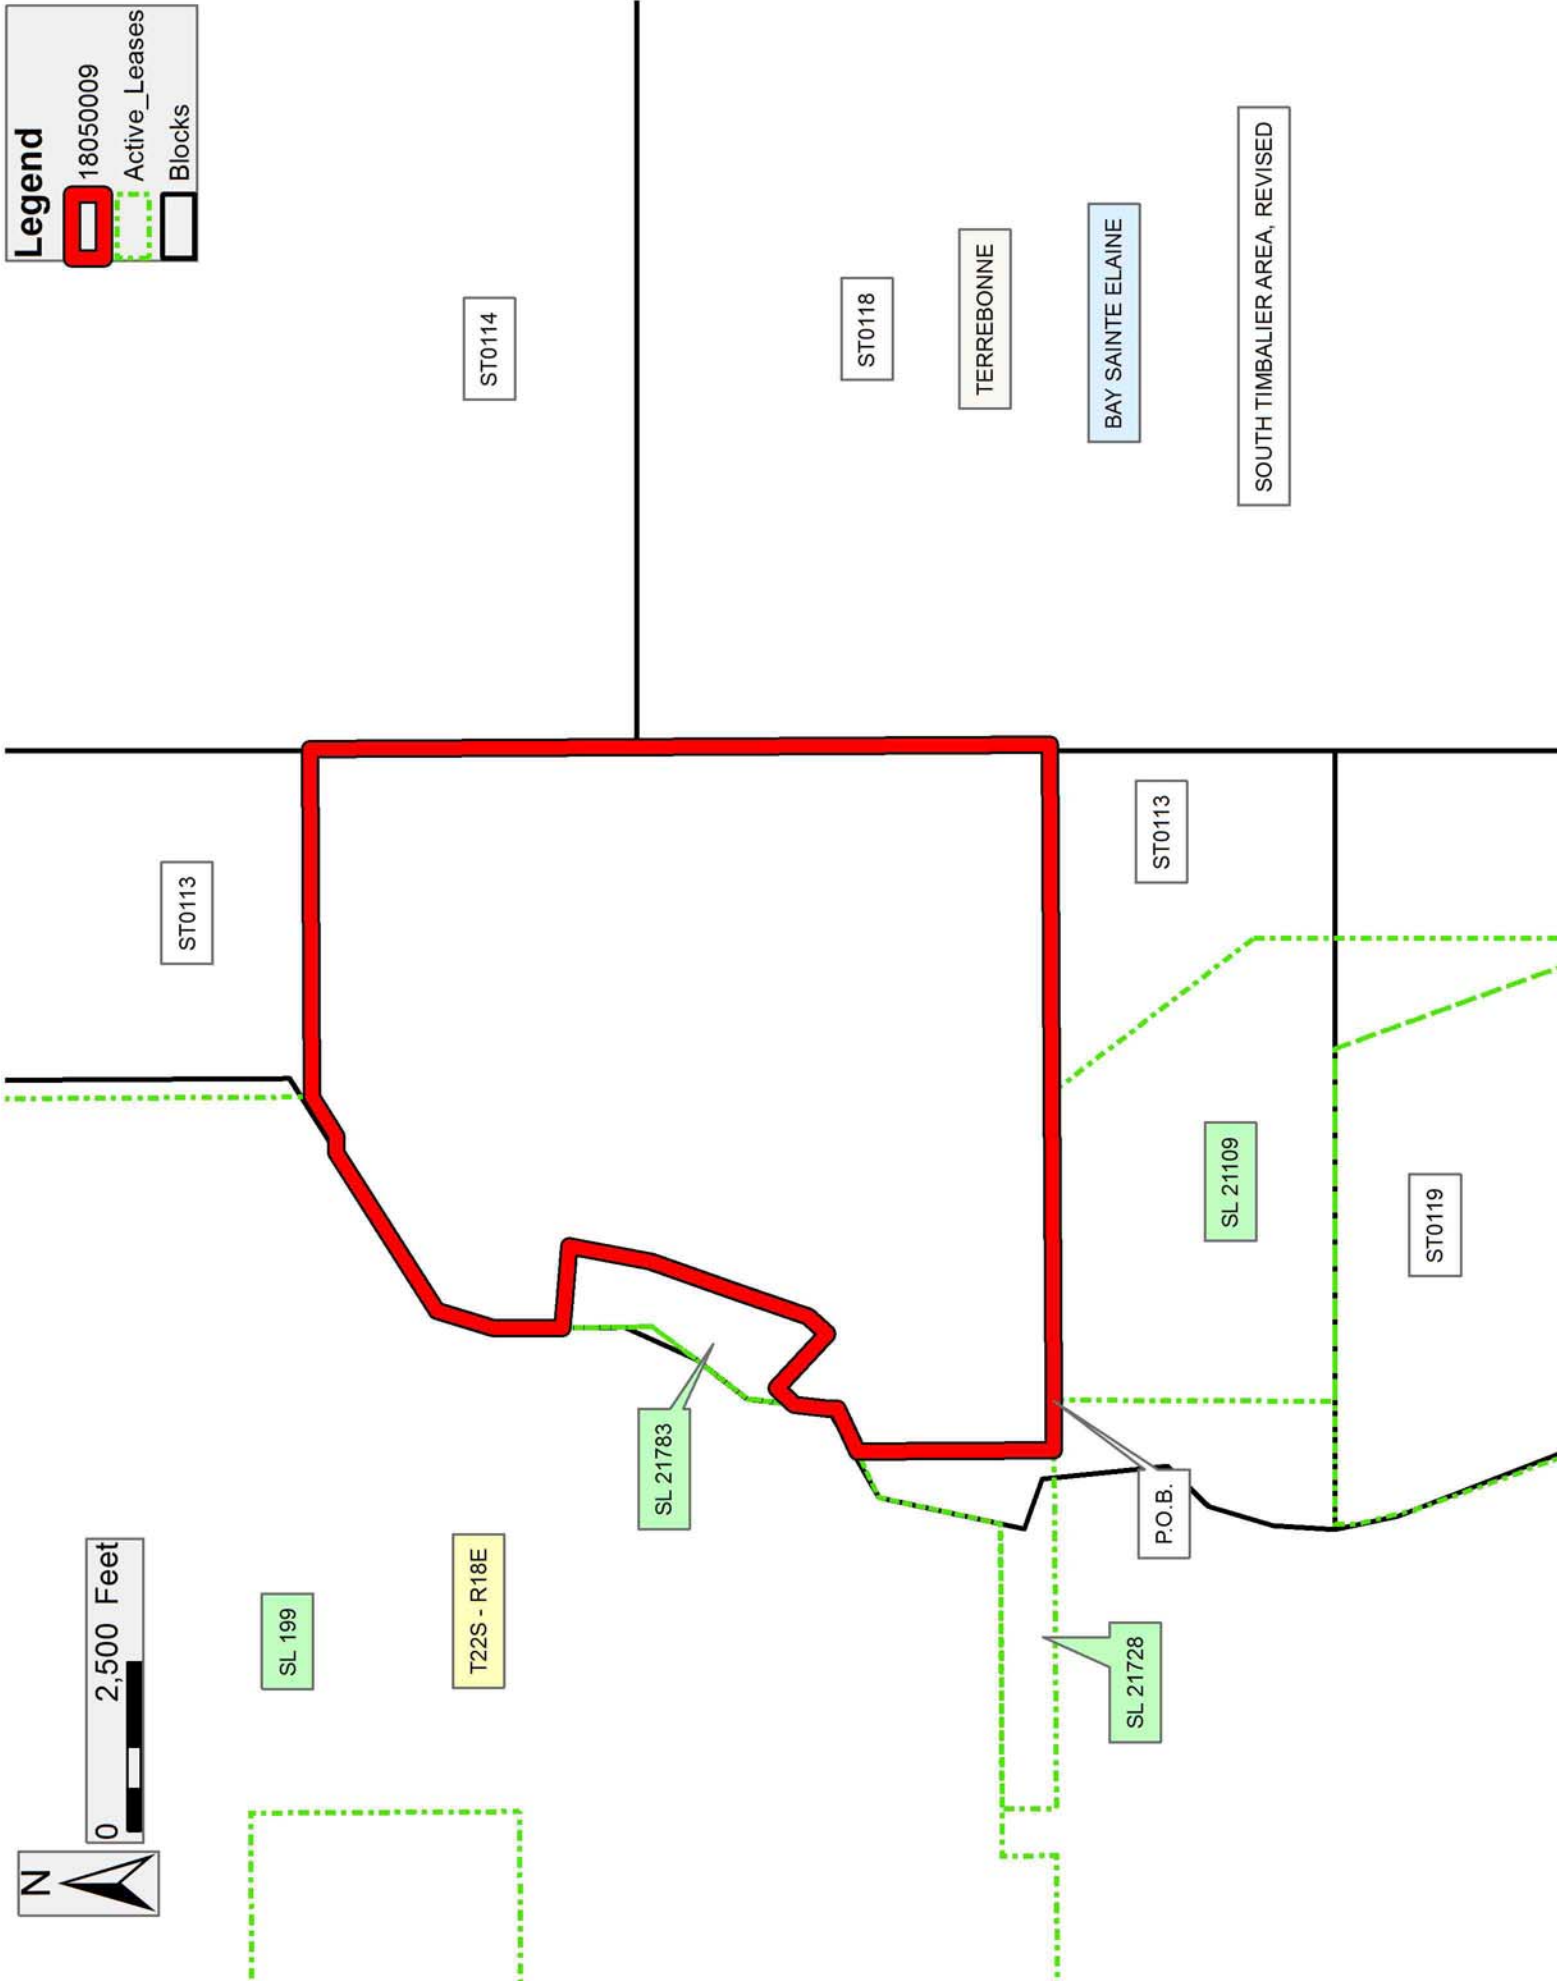 N
0 2,500 Feet
Legend
18050009
Active_Leases
Blocks
SL 199
ST0113
T22S - R18E
ST0114
SL 21783
ST0118
TERREBONNE
BAY SAINTE ELAINE
P.O.B.
ST0113
SL 21728
SL 21109
SOUTH TIMBALIER AREA, REVISED
ST0119